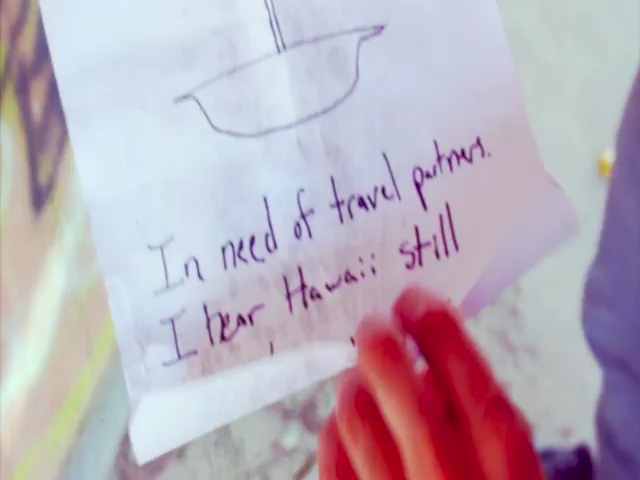 In need of travel partners.
I hear Hawaii still